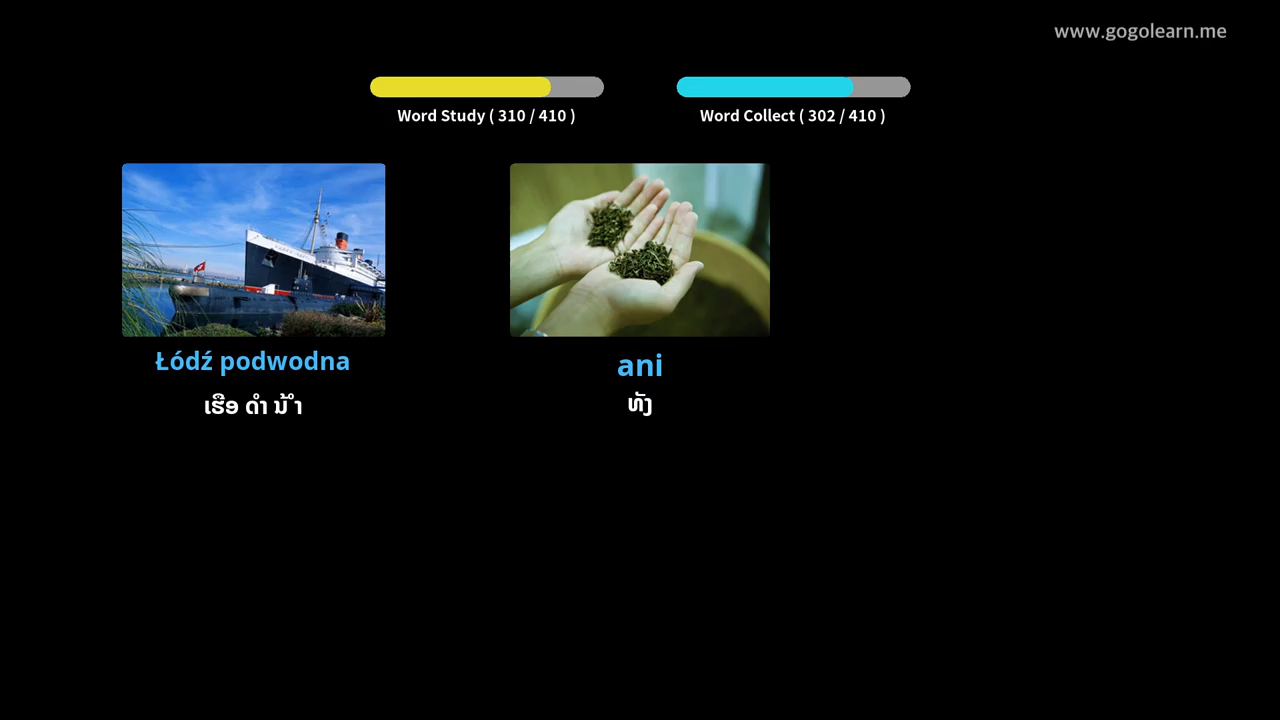 www.gogolearn.me
Word Study ( 310 / 410 )
Word Collect ( 302 / 410 )
Łódź podwodna
ເຮືອ ດຳ ນ້ ຳ
ani
ທັງ